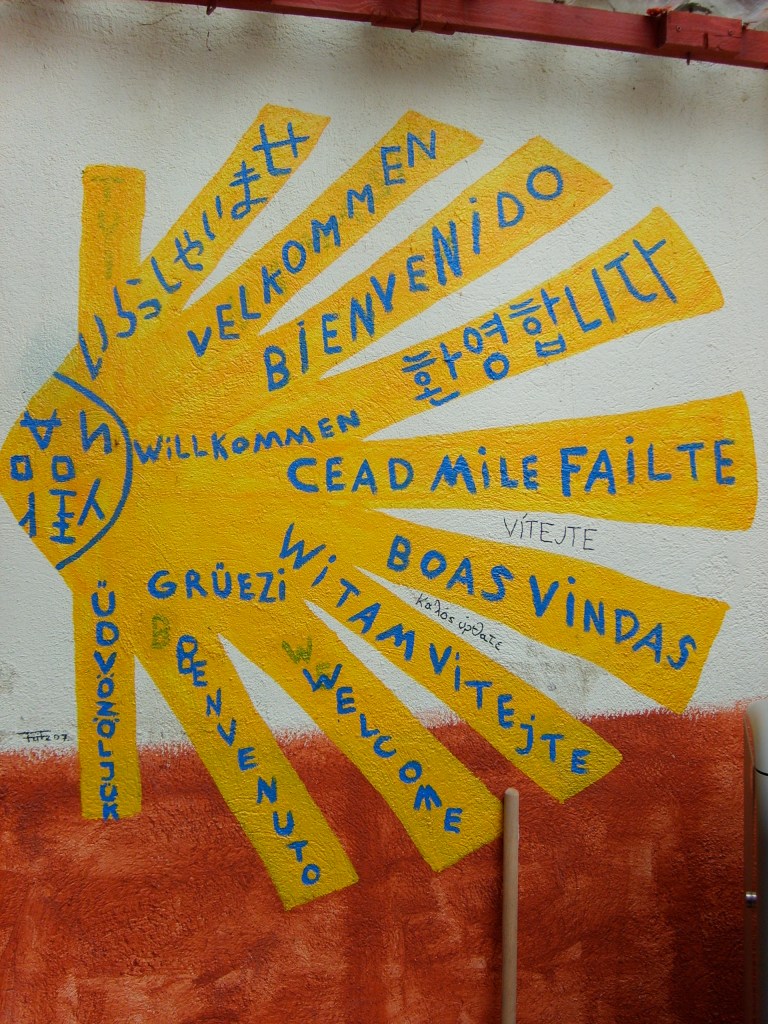 いらっしゃいませ
VELKOMMEN
BiENVENiDO
환영합니다
WiLLKOMMEN
CEAD MiLE FAiLTE
VÍTEJTE
BOAS ViNDAS
WiTAM ViTEjTE
GRÜEZi
WELCOME
BENVENUTO
ÜDVÖZÖLJÜK